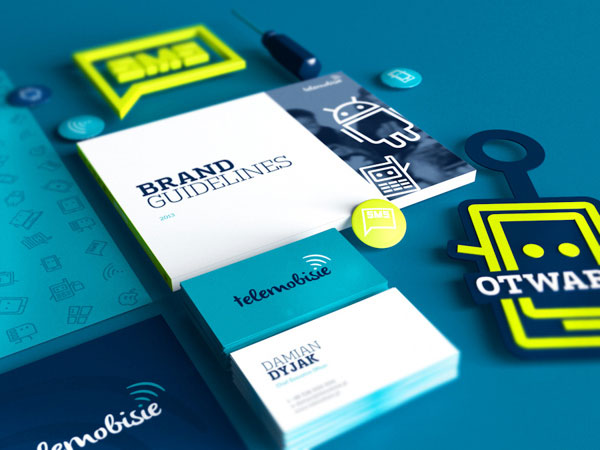 SMS
telemobisie
BRAND
GUIDELINES
2013
SMS
OTWAR
telemobisie
DAMIAN
DYJAK
telemobisie